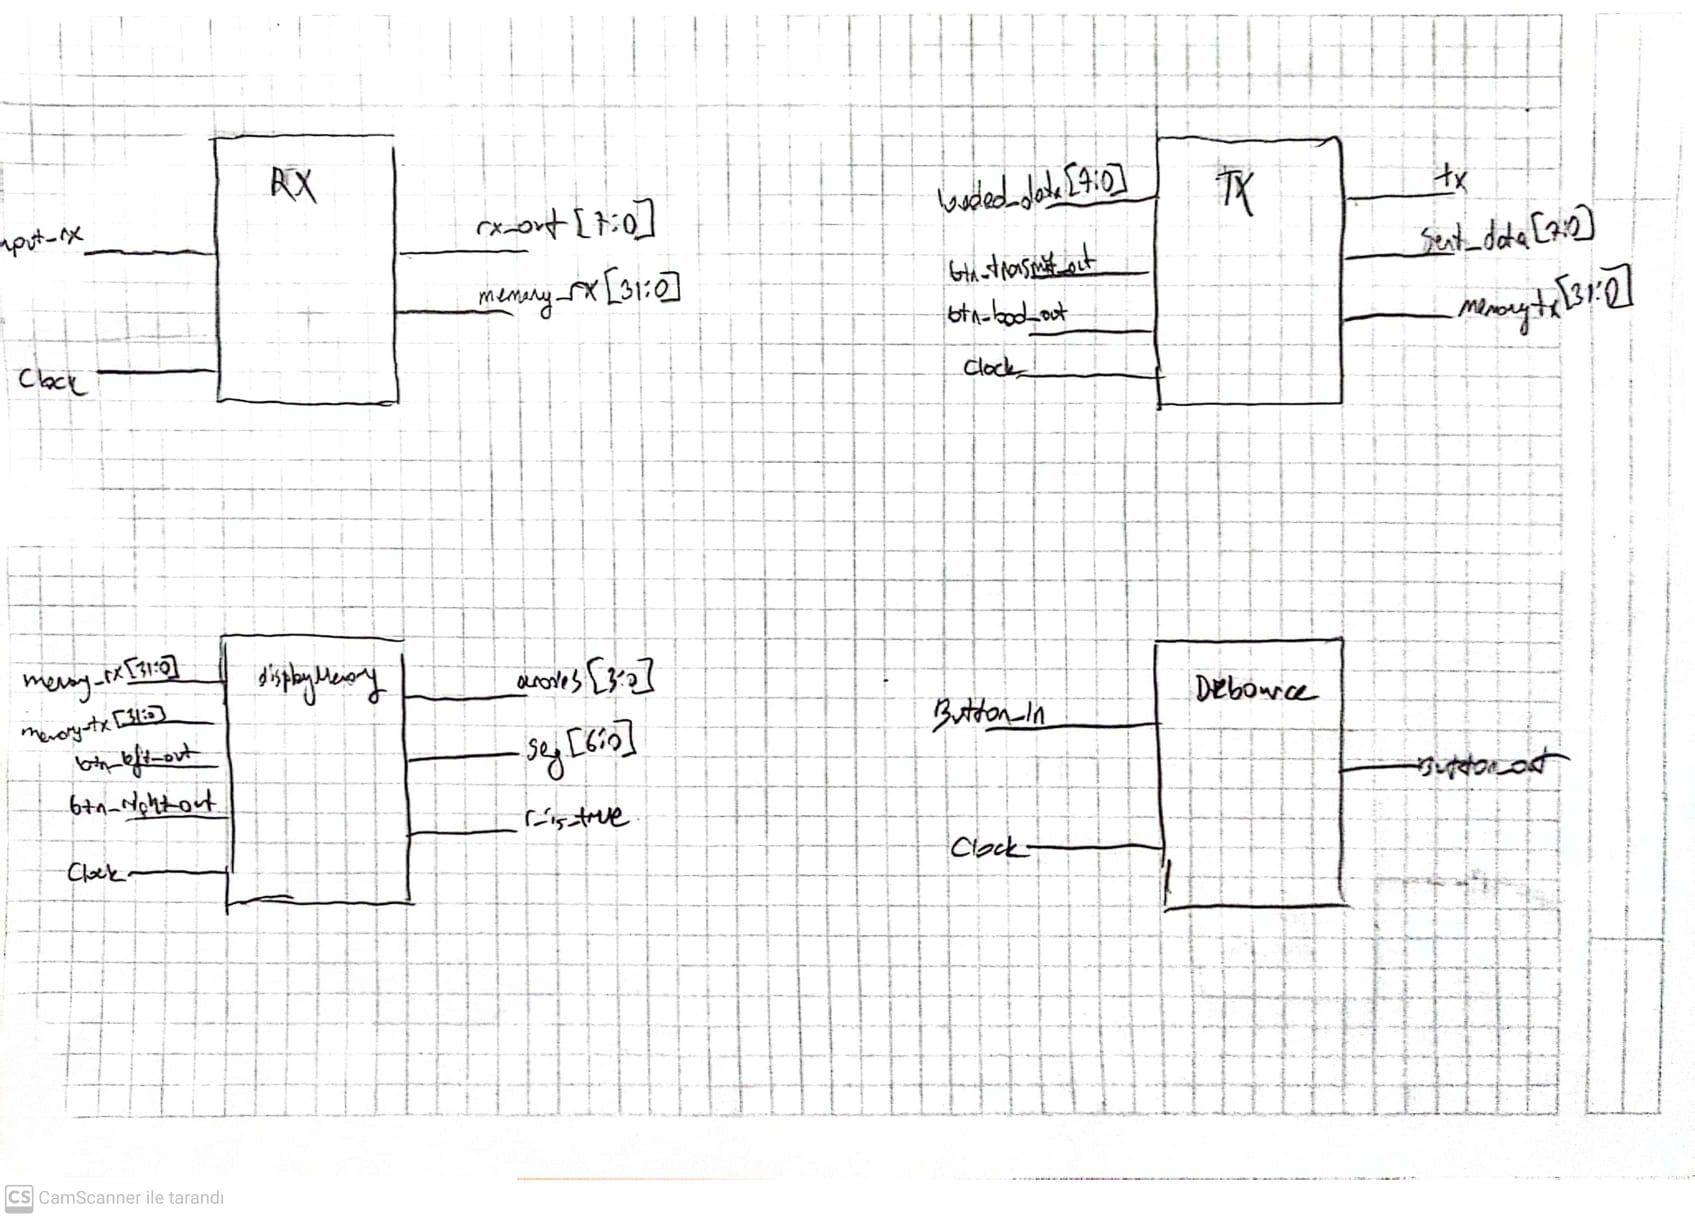 RX
input_rx
rx_out [7:0]
memory_rx [31:0]
Clock
TX
loaded_data [7:0]
btn_transmit_out
btn_load_out
Clock
tx
sent_data [7:0]
memory tx [31:0]
displayMemory
memory_rx [31:0]
memory_tx [31:0]
btn_left_out
btn_right_out
Clock
anodes [3:0]
seg [6:0]
r_is_true
Debounce
Button_In
Clock
Button_out
CS CamScanner ile tarandı